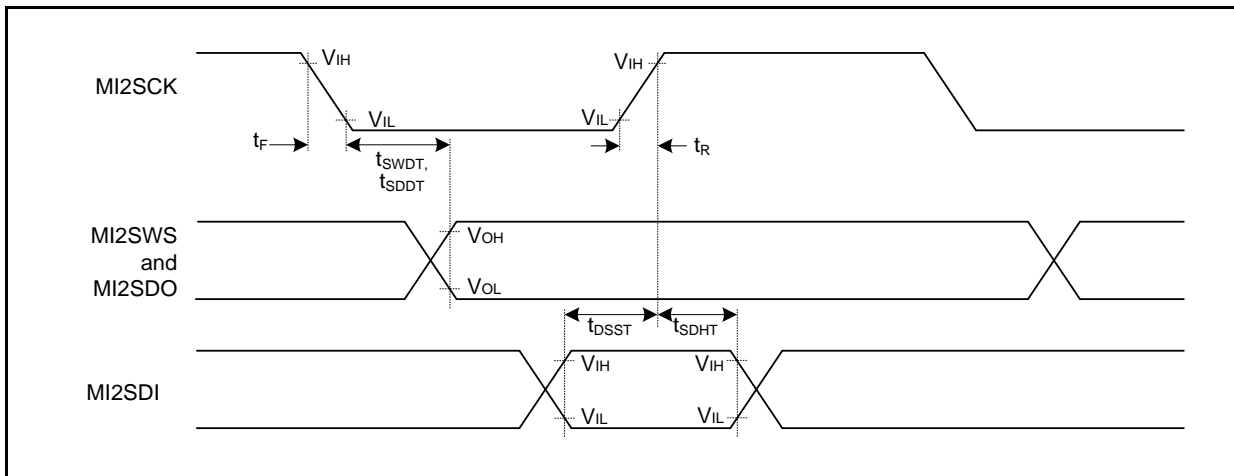 MI2SCK
VIH
VIL
VIH
VIL
tF
tSWDT,
tSDDT
tR
MI2SWS
and
MI2SDO
VOH
VOL
tDSST
tSDHT
MI2SDI
VIH
VIL
VIH
VIL